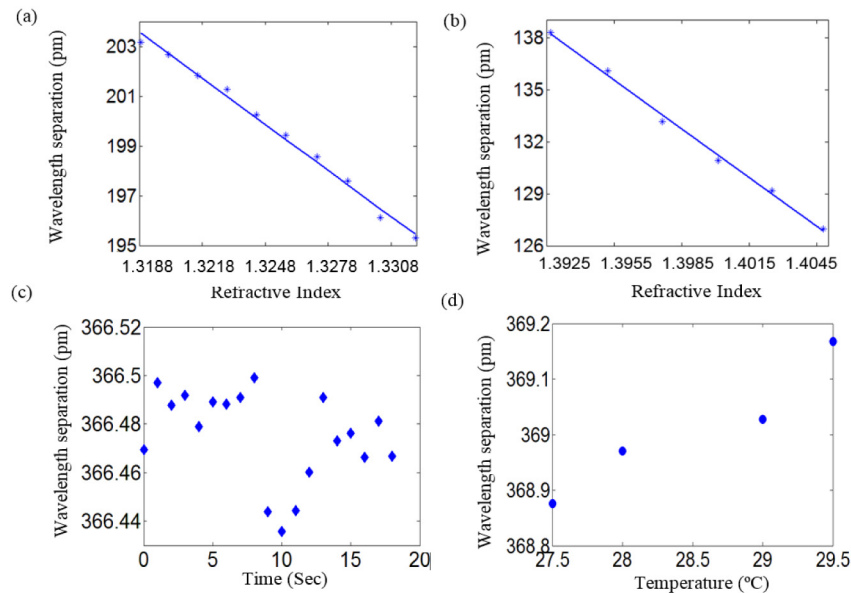 (a)
Wavelength separation (pm)
203
201
199
197
195
1.3188 1.3218 1.3248 1.3278 1.3308
Refractive Index
(b)
Wavelength separation (pm)
138
135
132
129
126
1.3925 1.3955 1.3985 1.4015 1.4045
Refractive Index
(c)
Wavelength separation (pm)
366.52
366.5
366.48
366.46
366.44
0 5 10 15 20
Time (Sec)
(d)
Wavelength separation (pm)
369.2
369.1
369
368.9
368.8
27.5 28 28.5 29 29.5
Temperature (ºC)